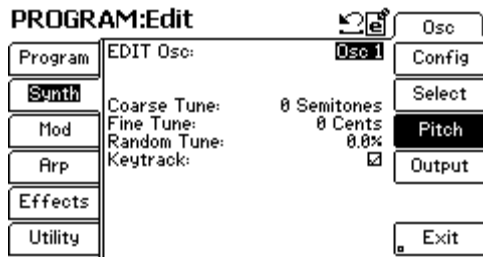 PROGRAM:Edit
e
Osc
Program
EDIT Osc: Osc 1
Config
Synth
Select
Coarse Tune: 0 Semitones
Mod
Fine Tune: 0 Cents
Pitch
Random Tune: 0.0%
Arp
Keytrack:
Output
Effects
Utility
Exit